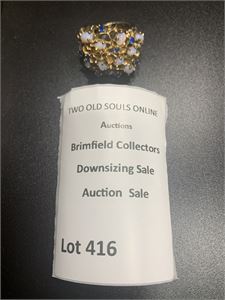 TWO OLD SOULS ONLINE
Auctions
Brimfield Collectors
Downsizing Sale
Auction Sale
Lot 416